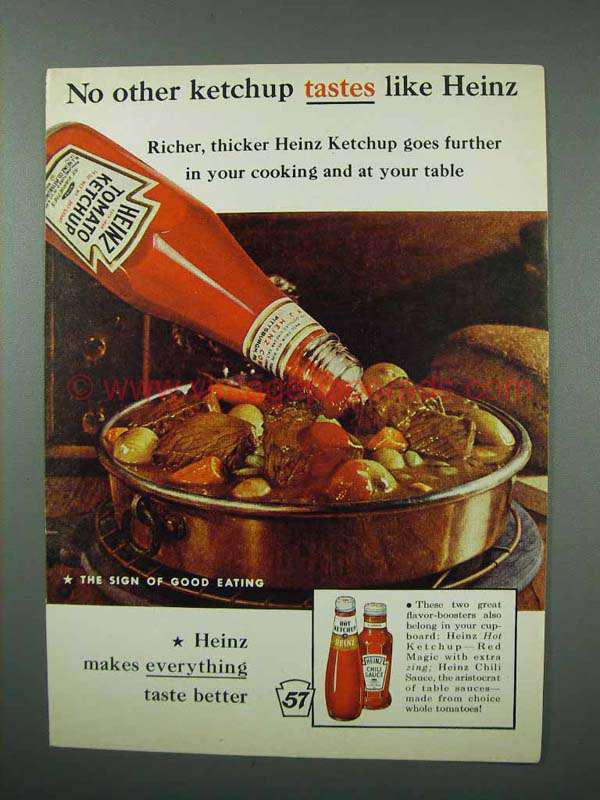 No other ketchup tastes like Heinz
Richer, thicker Heinz Ketchup goes further
in your cooking and at your table
HEINZ
TOMATO
KETCHUP
H. J. HEINZ CO.
PITTSBURGH
★ THE SIGN OF GOOD EATING
★ Heinz
makes everything
taste better
57
HOT
KETCHUP
HEINZ
HEINZ
CHILI
SAUCE
• These two great
flavor-boosters also
belong in your cup-
board: Heinz Hot
Ketchup—Red
Magic with extra
zing; Heinz Chili
Sauce, the aristocrat
of table sauces—
made from choice
whole tomatoes!